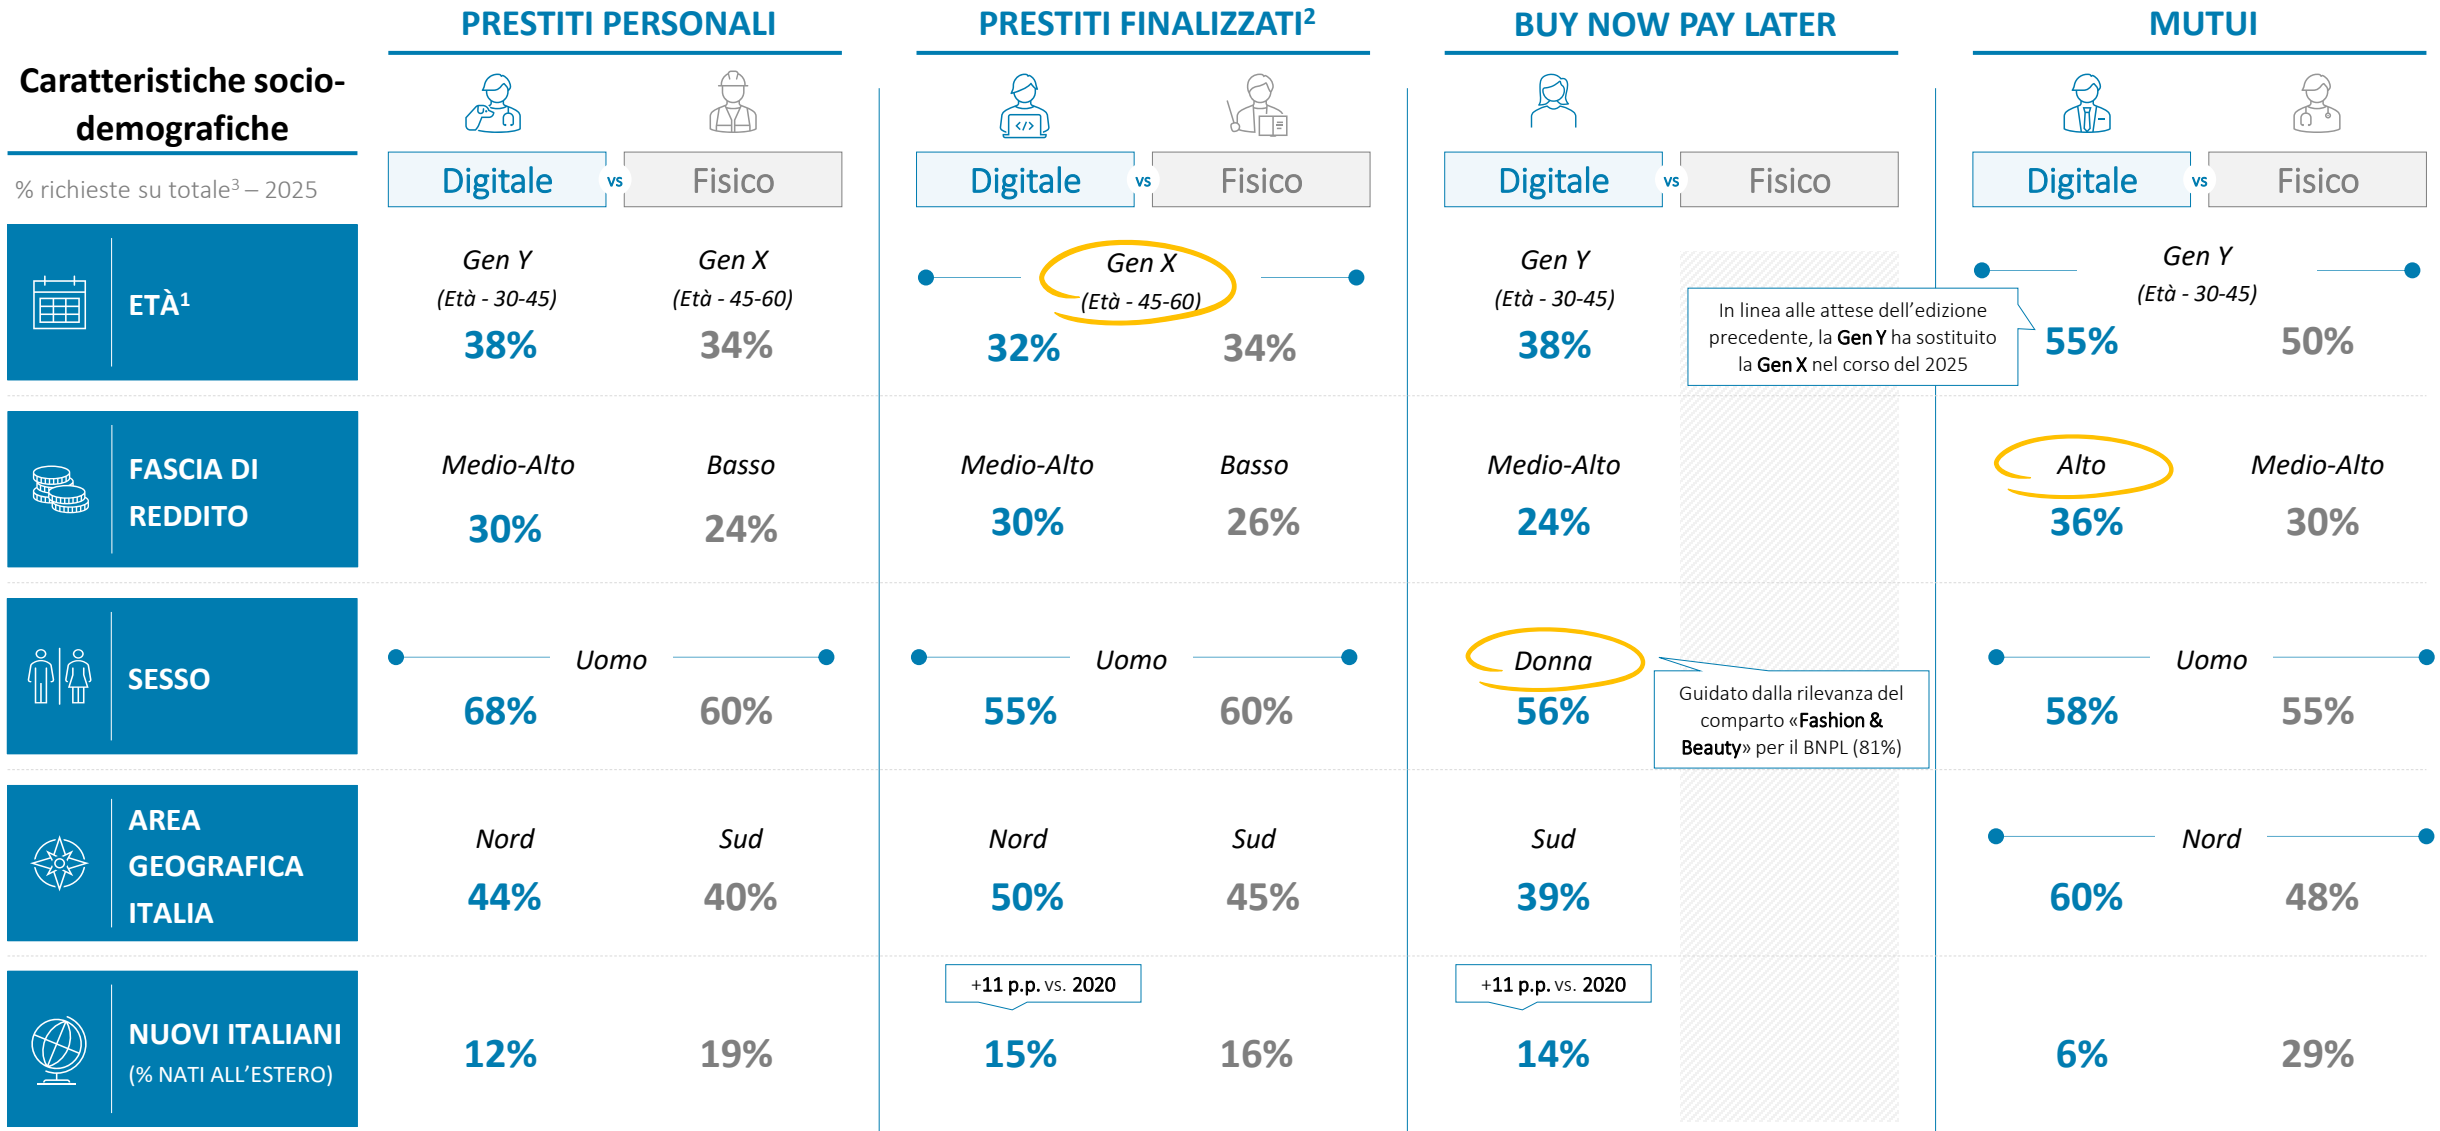 PRESTITI PERSONALI
PRESTITI FINALIZZATI²
BUY NOW PAY LATER
MUTUI
Caratteristiche socio-
demografiche
% richieste su totale³ – 2025
Digitale vs Fisico
Digitale vs Fisico
Digitale vs Fisico
Digitale vs Fisico
ETÀ¹
Gen Y
(Età - 30-45)
38%
Gen X
(Età - 45-60)
34%
Gen X
(Età - 45-60)
32%
34%
Gen Y
(Età - 30-45)
38%
In linea alle attese dell'edizione
precedente, la Gen Y ha sostituito
la Gen X nel corso del 2025
Gen Y
(Età - 30-45)
55%
50%
FASCIA DI
REDDITO
Medio-Alto
30%
Basso
24%
Medio-Alto
30%
Basso
26%
Medio-Alto
24%
Alto
36%
Medio-Alto
30%
SESSO
Uomo
68%
60%
Uomo
55%
60%
Donna
56%
Guidato dalla rilevanza del
comparto «Fashion &
Beauty» per il BNPL (81%)
Uomo
58%
55%
AREA
GEOGRAFICA
ITALIA
Nord
44%
Sud
40%
Nord
50%
Sud
45%
Sud
39%
Nord
60%
48%
NUOVI ITALIANI
(% NATI ALL'ESTERO)
12%
19%
+11 p.p. vs. 2020
15%
16%
+11 p.p. vs. 2020
14%
6%
29%